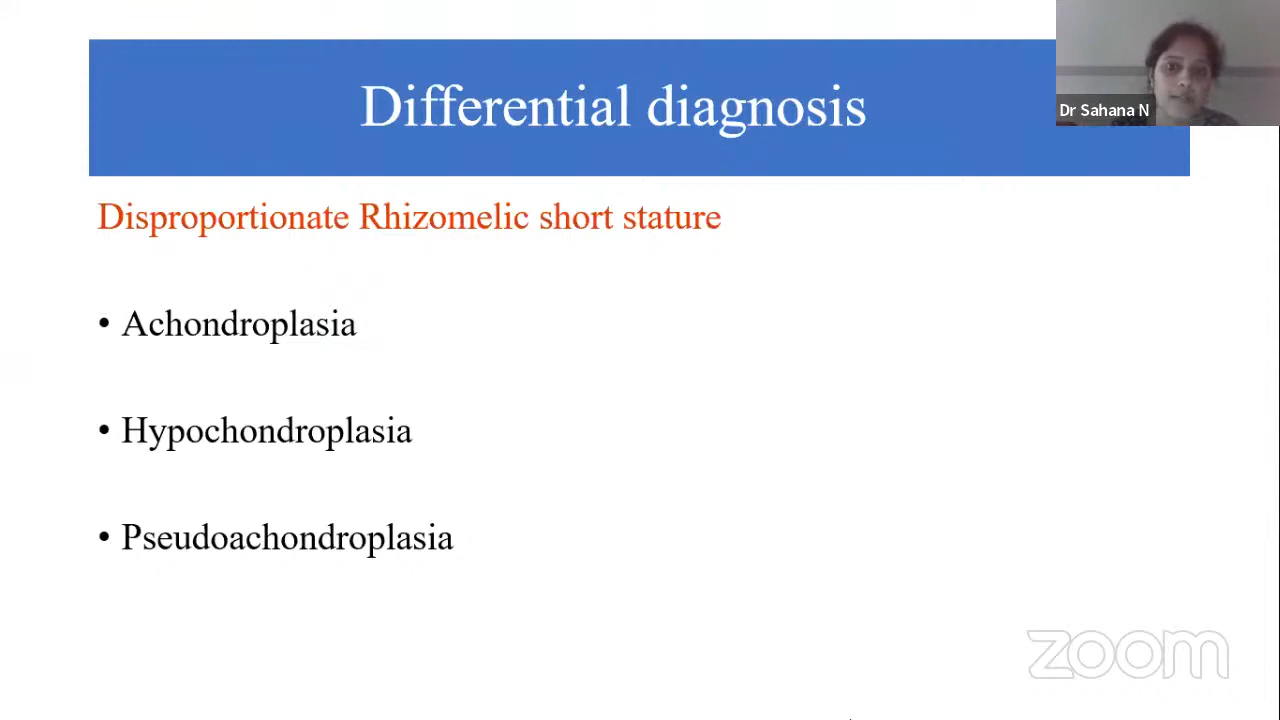 Differential diagnosis
Dr Sahana N
Disproportionate Rhizomelic short stature
• Achondroplasia
• Hypochondroplasia
• Pseudoachondroplasia
zoom